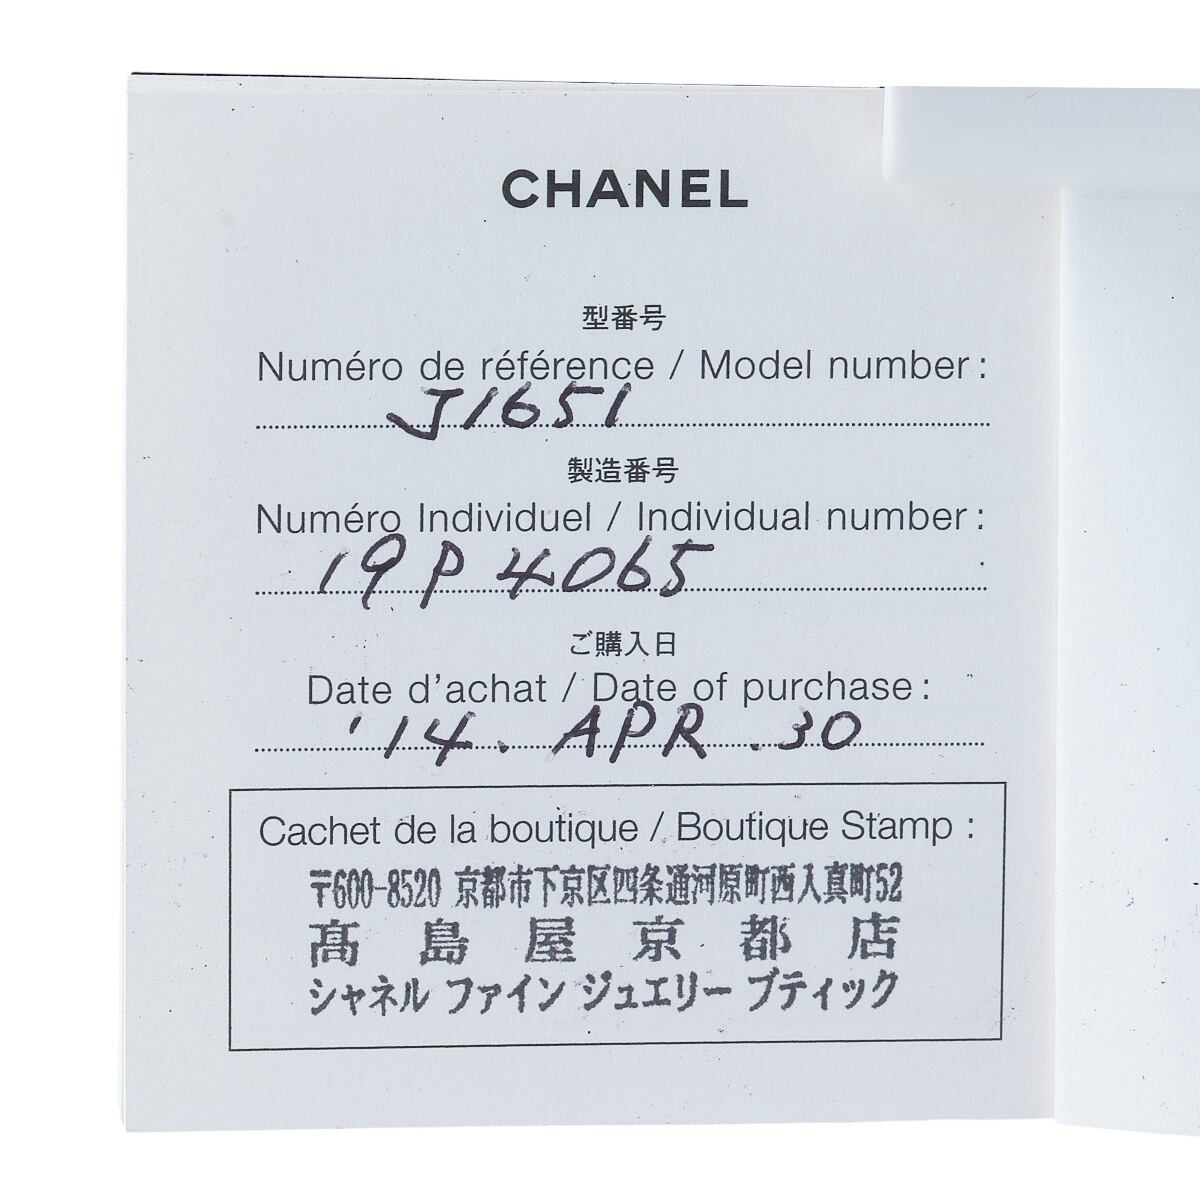 CHANEL
型番号
Numéro de référence / Model number :
J1651
製造番号
Numéro Individuel / Individual number :
19P4065
ご購入日
Date d'achat / Date of purchase :
'14. APR .30
Cachet de la boutique / Boutique Stamp :
〒600-8520 京都市下京区四条通河原町西入真町52
髙島屋京都店
シャネル ファイン ジュエリー ブティック